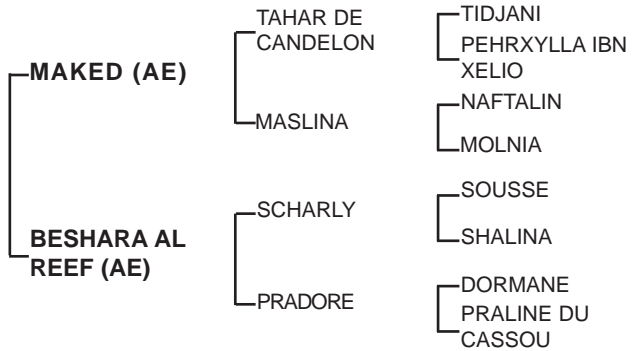 MAKED (AE)
BESHARA AL
REEF (AE)
TAHAR DE
CANDELON
MASLINA
SCHARLY
PRADORE
TIDJANI
PEHRXYLLA IBN
XELIO
NAFTALIN
MOLNIA
SOUSSE
SHALINA
DORMANE
PRALINE DU
CASSOU